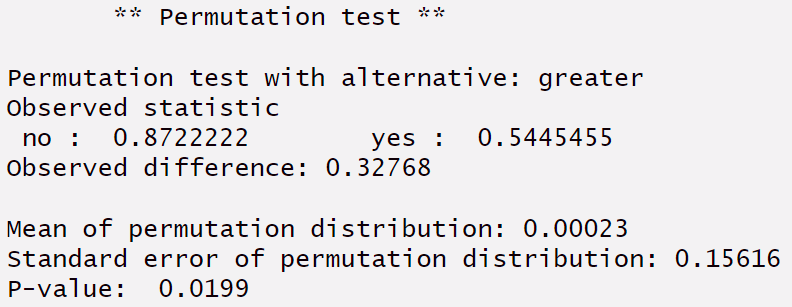 ** Permutation test **
Permutation test with alternative: greater
Observed statistic
no :  0.8722222        yes :  0.5445455
Observed difference: 0.32768
Mean of permutation distribution: 0.00023
Standard error of permutation distribution: 0.15616
P-value:  0.0199